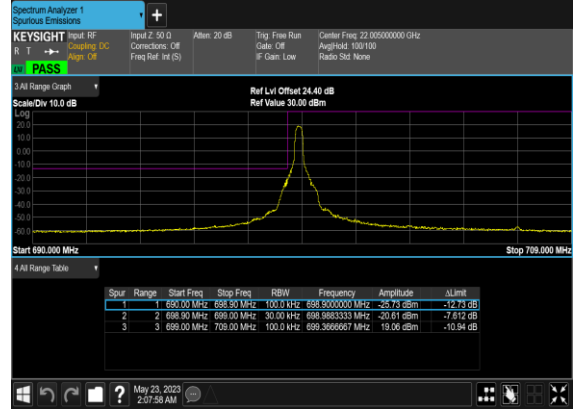 Spectrum Analyzer 1
Spurious Emissions
+
KEYSIGHT Input: RF Input Z: 50 Ω Atten: 20 dB Trig: Free Run Center Freq: 22.005000000 GHz
R T Coupling: DC Corrections: Off Gate: Off Avg|Hold: 100/100
Align: Off Freq Ref: Int (S) IF Gain: Low Radio Std: None
PASS
3 All Range Graph
Ref Lvl Offset 24.40 dB
Scale/Div 10.0 dB Ref Value 30.00 dBm
Log
20.0
10.0
0.00
-10.0
-20.0
-30.0
-40.0
-50.0
-60.0
Start 690.000 MHz Stop 709.000 MHz
4 All Range Table
Spur Range Start Freq Stop Freq RBW Frequency Amplitude ΔLimit
1 1 690.00 MHz 698.90 MHz 100.0 kHz 698.9000000 MHz -25.73 dBm -12.73 dB
2 2 698.90 MHz 699.00 MHz 30.00 kHz 698.9883333 MHz -20.61 dBm -7.612 dB
3 3 699.00 MHz 709.00 MHz 100.0 kHz 699.3666667 MHz 19.06 dBm -10.94 dB
? May 23, 2023
2:07:58 AM